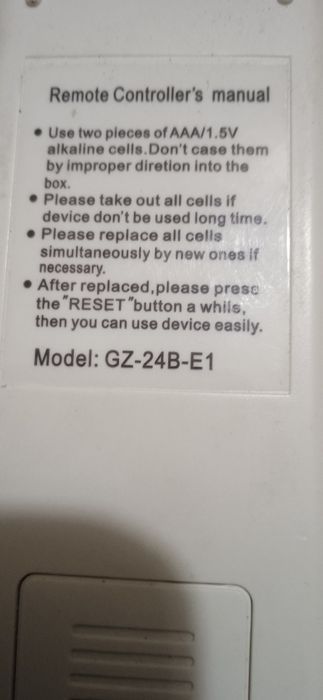 Remote Controller's manual
• Use two pieces of AAA/1.5V
alkaline cells.Don't case them
by improper diretion into the
box.
• Please take out all cells if
device don't be used long time.
• Please replace all cells
simultaneously by new ones if
necessary.
• After replaced,please press
the "RESET "button a whils,
then you can use device easily.
Model: GZ-24B-E1